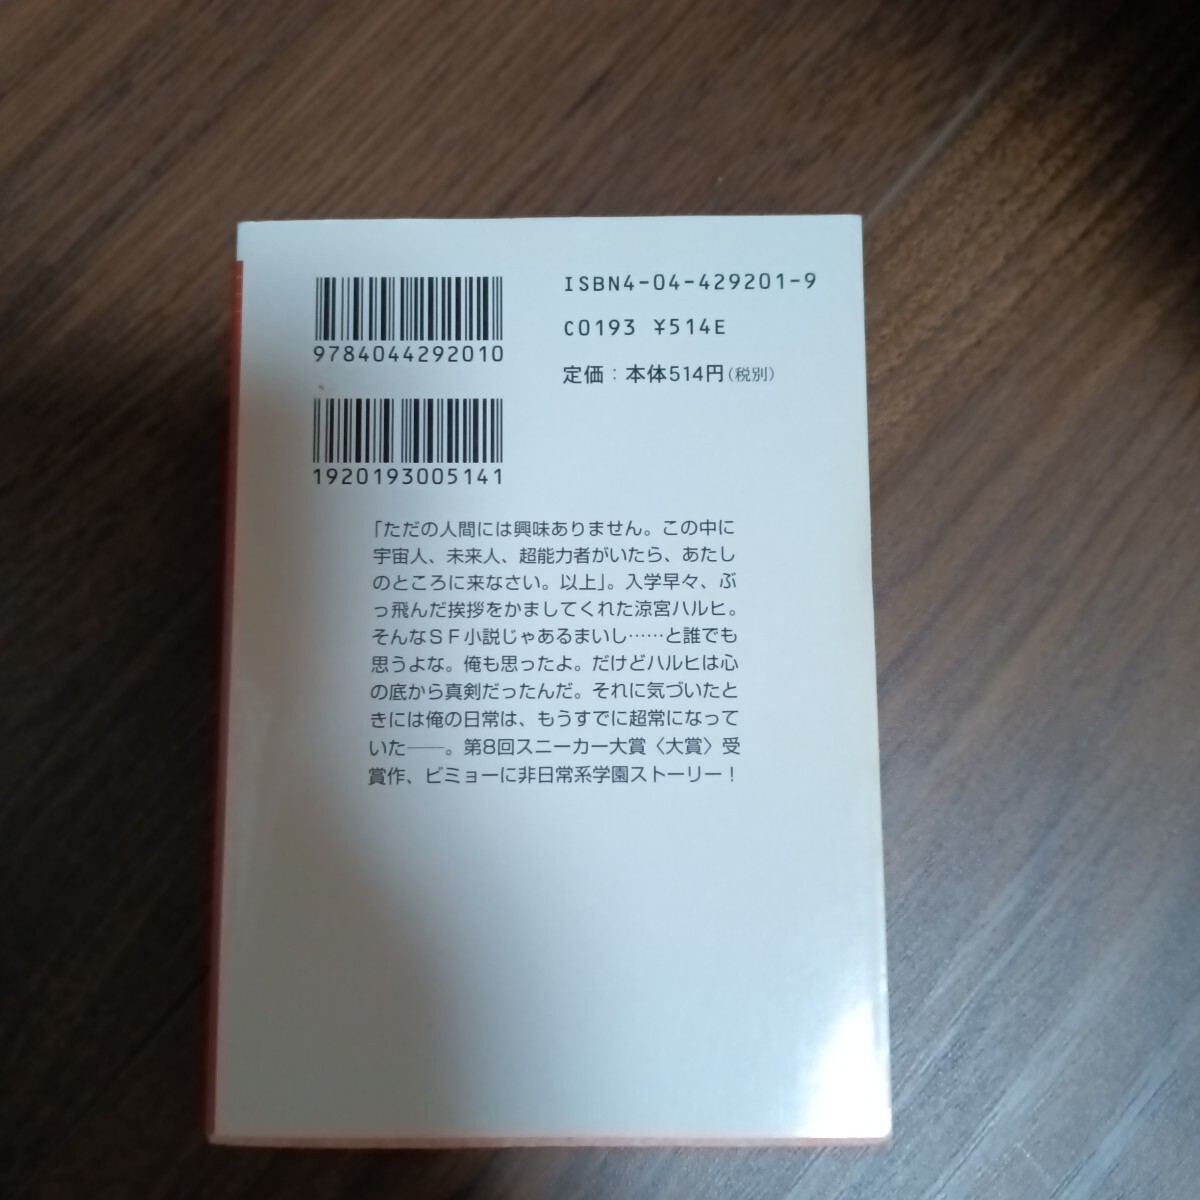 9784044292010
ISBN4-04-429201-9
C0193 ¥514E
定価：本体514円（税別）
1920193005141
「ただの人間には興味ありません。この中に
宇宙人、未来人、超能力者がいたら、あたし
のところに来なさい。以上」。入学早々、ぶ
っ飛んだ挨拶をかましてくれた涼宮ハルヒ。
そんなＳＦ小説じゃあるまいし……と誰でも
思うよな。俺も思ったよ。だけどハルヒは心
の底から真剣だったんだ。それに気づいたと
きには俺の日常は、もうすでに超常になって
いた――。第8回スニーカー大賞〈大賞〉受
賞作、ビミョーに非日常系学園ストーリー！